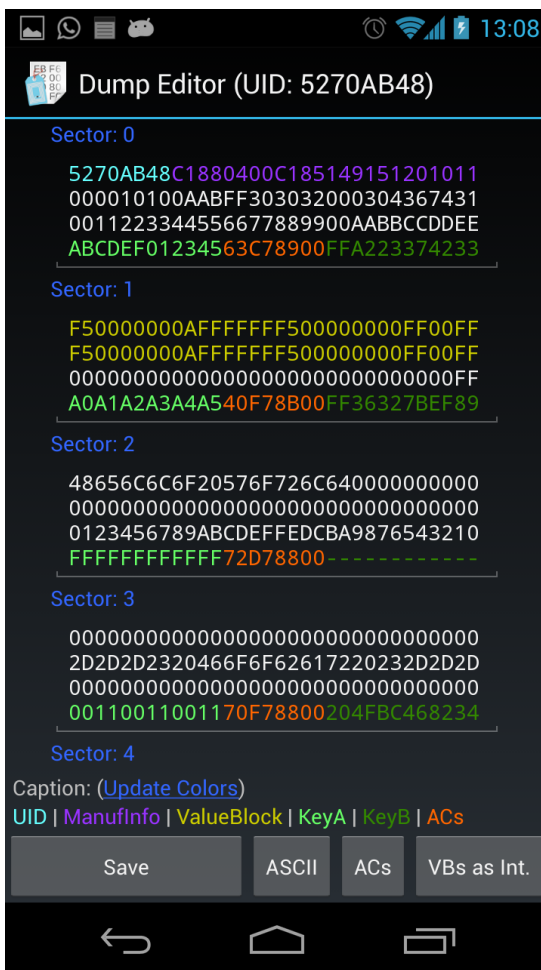 13:08
Dump Editor (UID: 5270AB48)
Sector: 0
5270AB48C1880400C185149151201011
000010100AABFF303032000304367431
0011223344556677889900AABBCCDDEE
ABCDEF01234563C78900FFA223374233
Sector: 1
F50000000AFFFFFFF500000000FF00FF
F50000000AFFFFFFF500000000FF00FF
000000000000000000000000000000FF
A0A1A2A3A4A540F78B00FF36327BEF89
Sector: 2
48656C6C6F20576F726C640000000000
00000000000000000000000000000000
0123456789ABCDEFFEDCBA9876543210
FFFFFFFFFFFF72D78800------------
Sector: 3
00000000000000000000000000000000
2D2D2D2320466F6F62617220232D2D2D
00000000000000000000000000000000
00110011001170F78800204FBC468234
Sector: 4
Caption: (Update Colors)
UID | ManufInfo | ValueBlock | KeyA | KeyB | ACs
Save ASCII ACs VBs as Int.